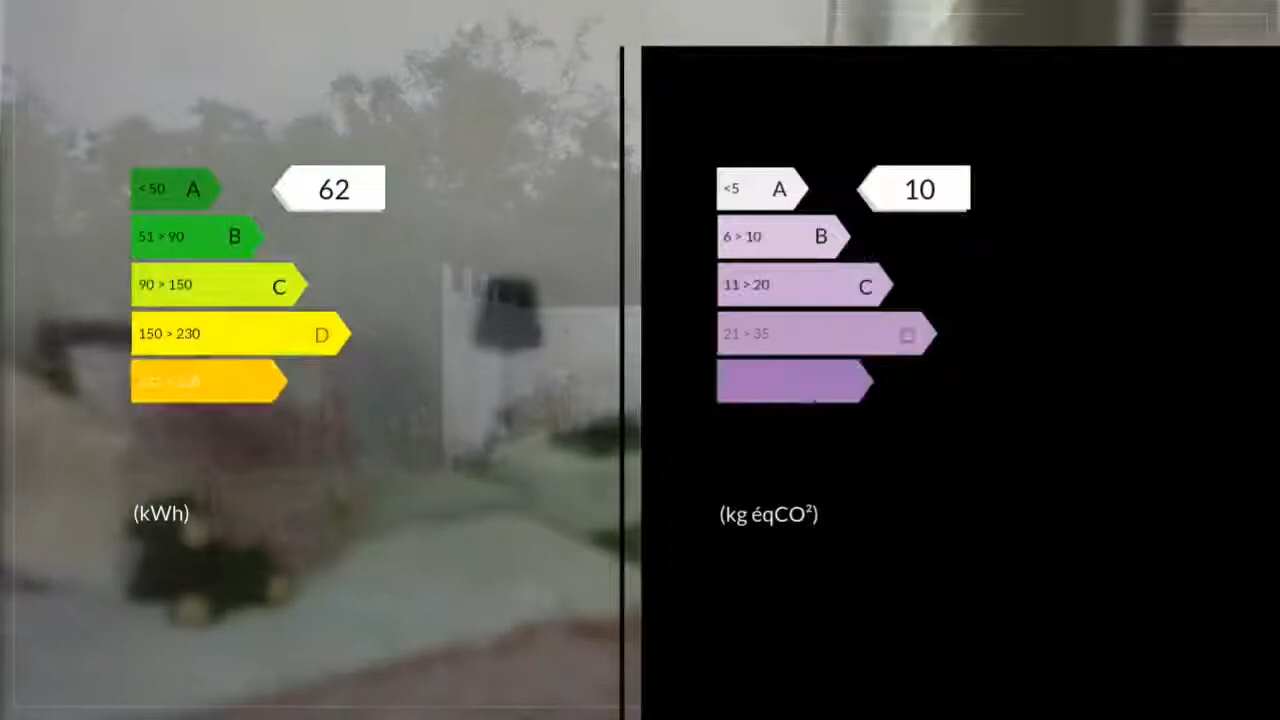 <50 A 62
51 > 90 B
90 > 150 C
150 > 230 D
(kWh)
<5 A 10
6 > 10 B
11 > 20 C
21 > 35
(kg éqCO²)